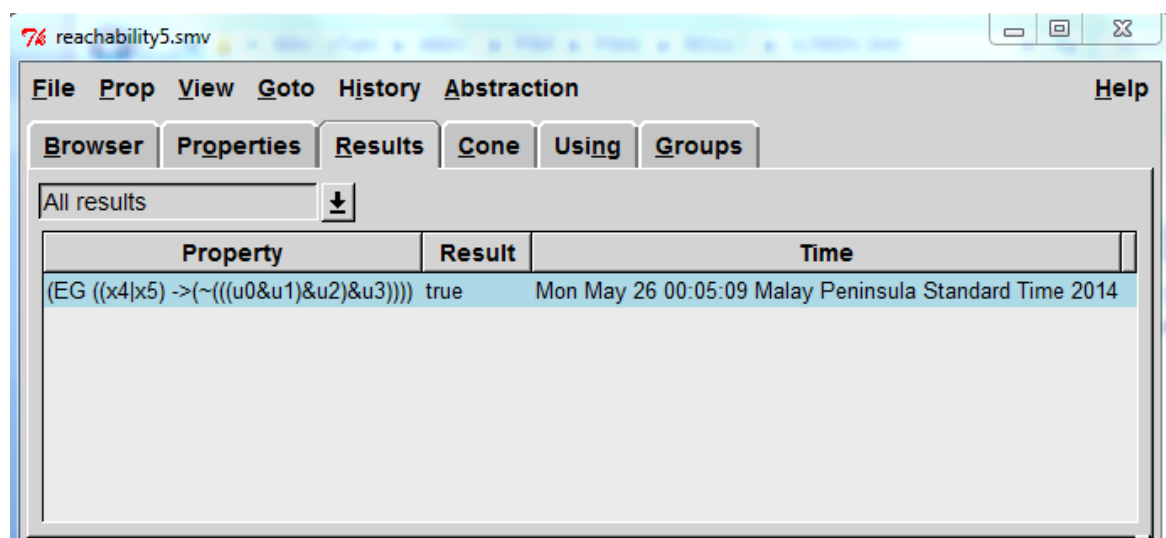 reachability5.smv
File Prop View Goto History Abstraction Help
Browser Properties Results Cone Using Groups
All results
Property Result Time
(EG ((x4|x5) ->(~(((u0&u1)&u2)&u3)))) true Mon May 26 00:05:09 Malay Peninsula Standard Time 2014